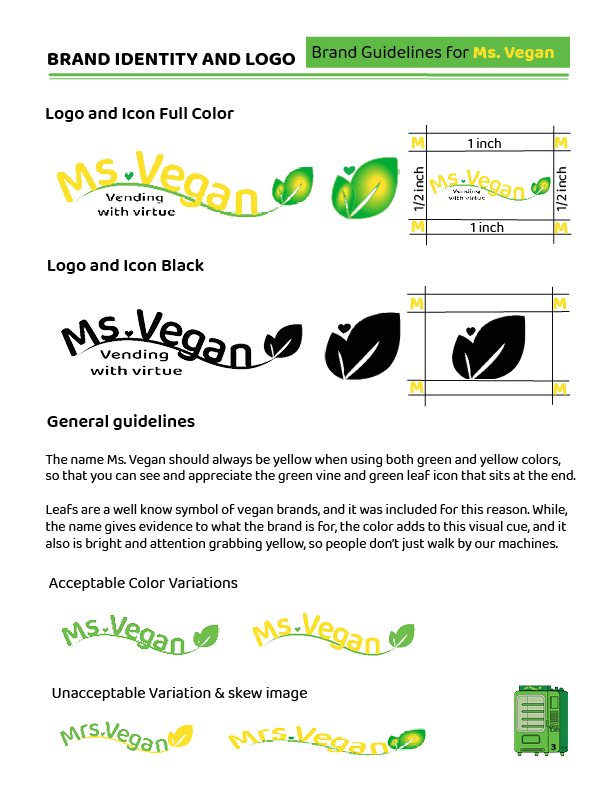 BRAND IDENTITY AND LOGO
Brand Guidelines for Ms. Vegan
Logo and Icon Full Color
Ms. Vegan
Vending
with virtue
M
1 inch
M
1/2 inch
Ms. Vegan
Vending
with virtue
1/2 inch
M
1 inch
M
Logo and Icon Black
Ms. Vegan
Vending
with virtue
M
M
M
M
General guidelines
The name Ms. Vegan should always be yellow when using both green and yellow colors,
so that you can see and appreciate the green vine and green leaf icon that sits at the end.
Leafs are a well know symbol of vegan brands, and it was included for this reason. While,
the name gives evidence to what the brand is for, the color adds to this visual cue, and it
also is bright and attention grabbing yellow, so people don't just walk by our machines.
Acceptable Color Variations
Ms. Vegan
Ms. Vegan
Unacceptable Variation & skew image
Mrs. Vegan
Mrs. Vegan
3